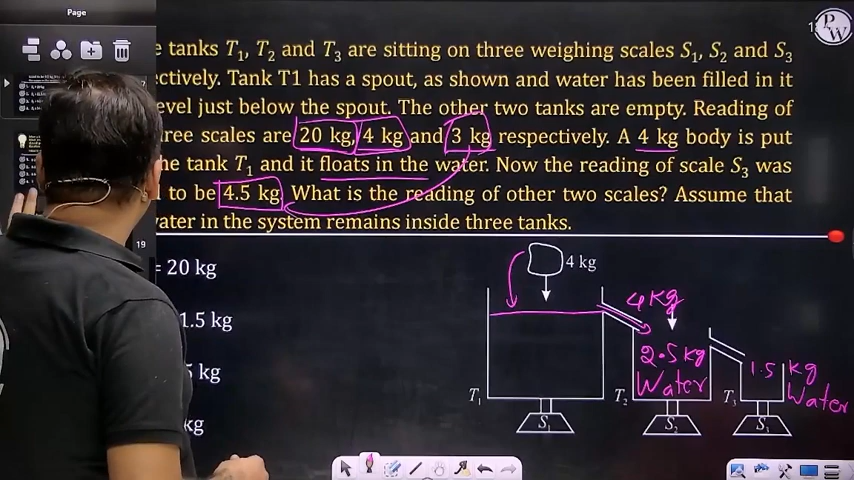 Page
P
W
e tanks T₁, T₂ and T₃ are sitting on three weighing scales S₁, S₂ and S₃
ectively. Tank T1 has a spout, as shown and water has been filled in it
evel just below the spout. The other two tanks are empty. Reading of
ree scales are 20 kg, 4 kg and 3 kg respectively. A 4 kg body is put
he tank T₁ and it floats in the water. Now the reading of scale S₃ was
to be 4.5 kg. What is the reading of other two scales? Assume that
ater in the system remains inside three tanks.
19
= 20 kg
1.5 kg
5 kg
kg
4 kg
4 kg
2.5 kg
Water
1.5 kg
Water
T₁
T₂
T₃
S₁
S₂
S₃